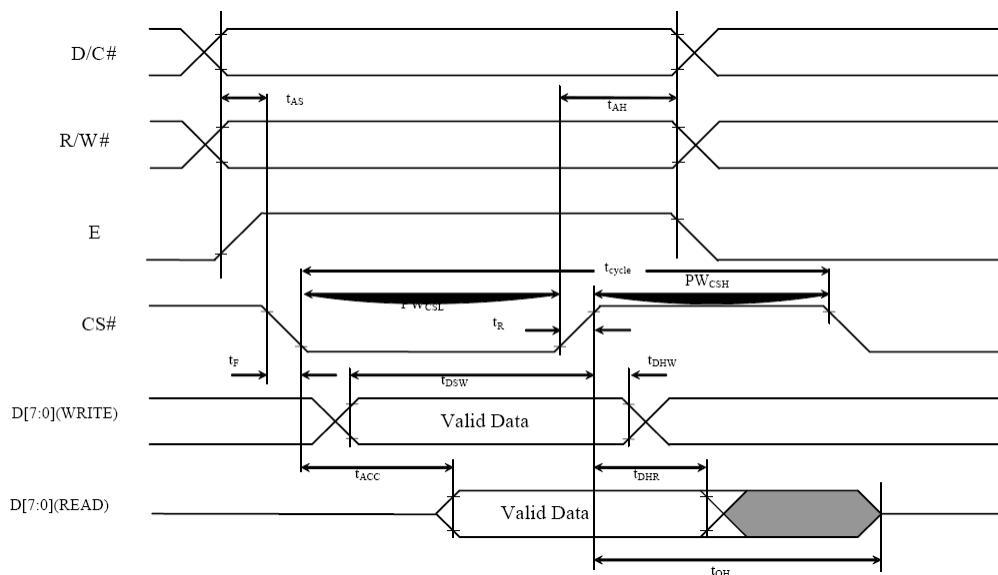 D/C#
tAS
tAH
R/W#
E
tcycle
PWCSH
PWCSL
CS#
tR
tF
tDSW
tDHW
D[7:0](WRITE)
Valid Data
tACC
tDHR
D[7:0](READ)
Valid Data
tOH